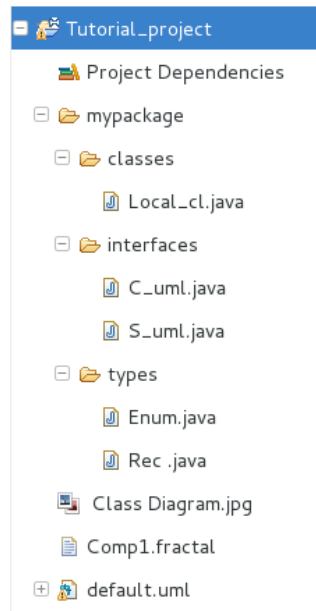 Tutorial_project
Project Dependencies
mypackage
classes
Local_cl.java
interfaces
C_uml.java
S_uml.java
types
Enum.java
Rec .java
Class Diagram.jpg
Comp1.fractal
default.uml